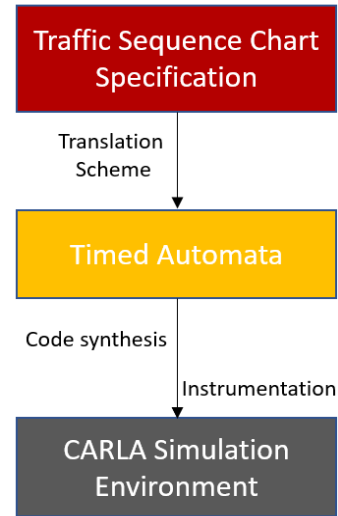 Traffic Sequence Chart
Specification
Translation
Scheme
Timed Automata
Code synthesis
Instrumentation
CARLA Simulation
Environment